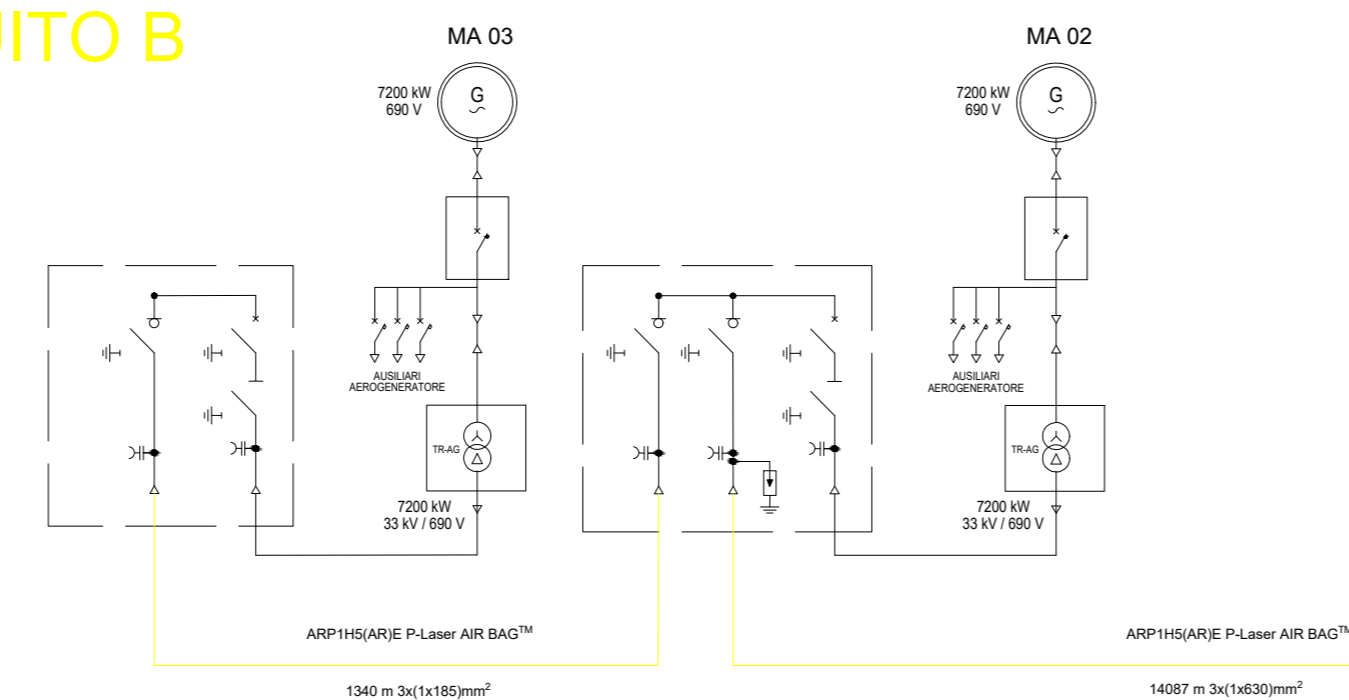 UITO B
MA 03
7200 kW
690 V
G
AUSILIARI
AEROGENERATORE
TR-AG
7200 kW
33 kV / 690 V
MA 02
7200 kW
690 V
G
AUSILIARI
AEROGENERATORE
TR-AG
7200 kW
33 kV / 690 V
ARP1H5(AR)E P-Laser AIR BAG™
1340 m 3x(1x185)mm²
ARP1H5(AR)E P-Laser AIR BAG™
14087 m 3x(1x630)mm²